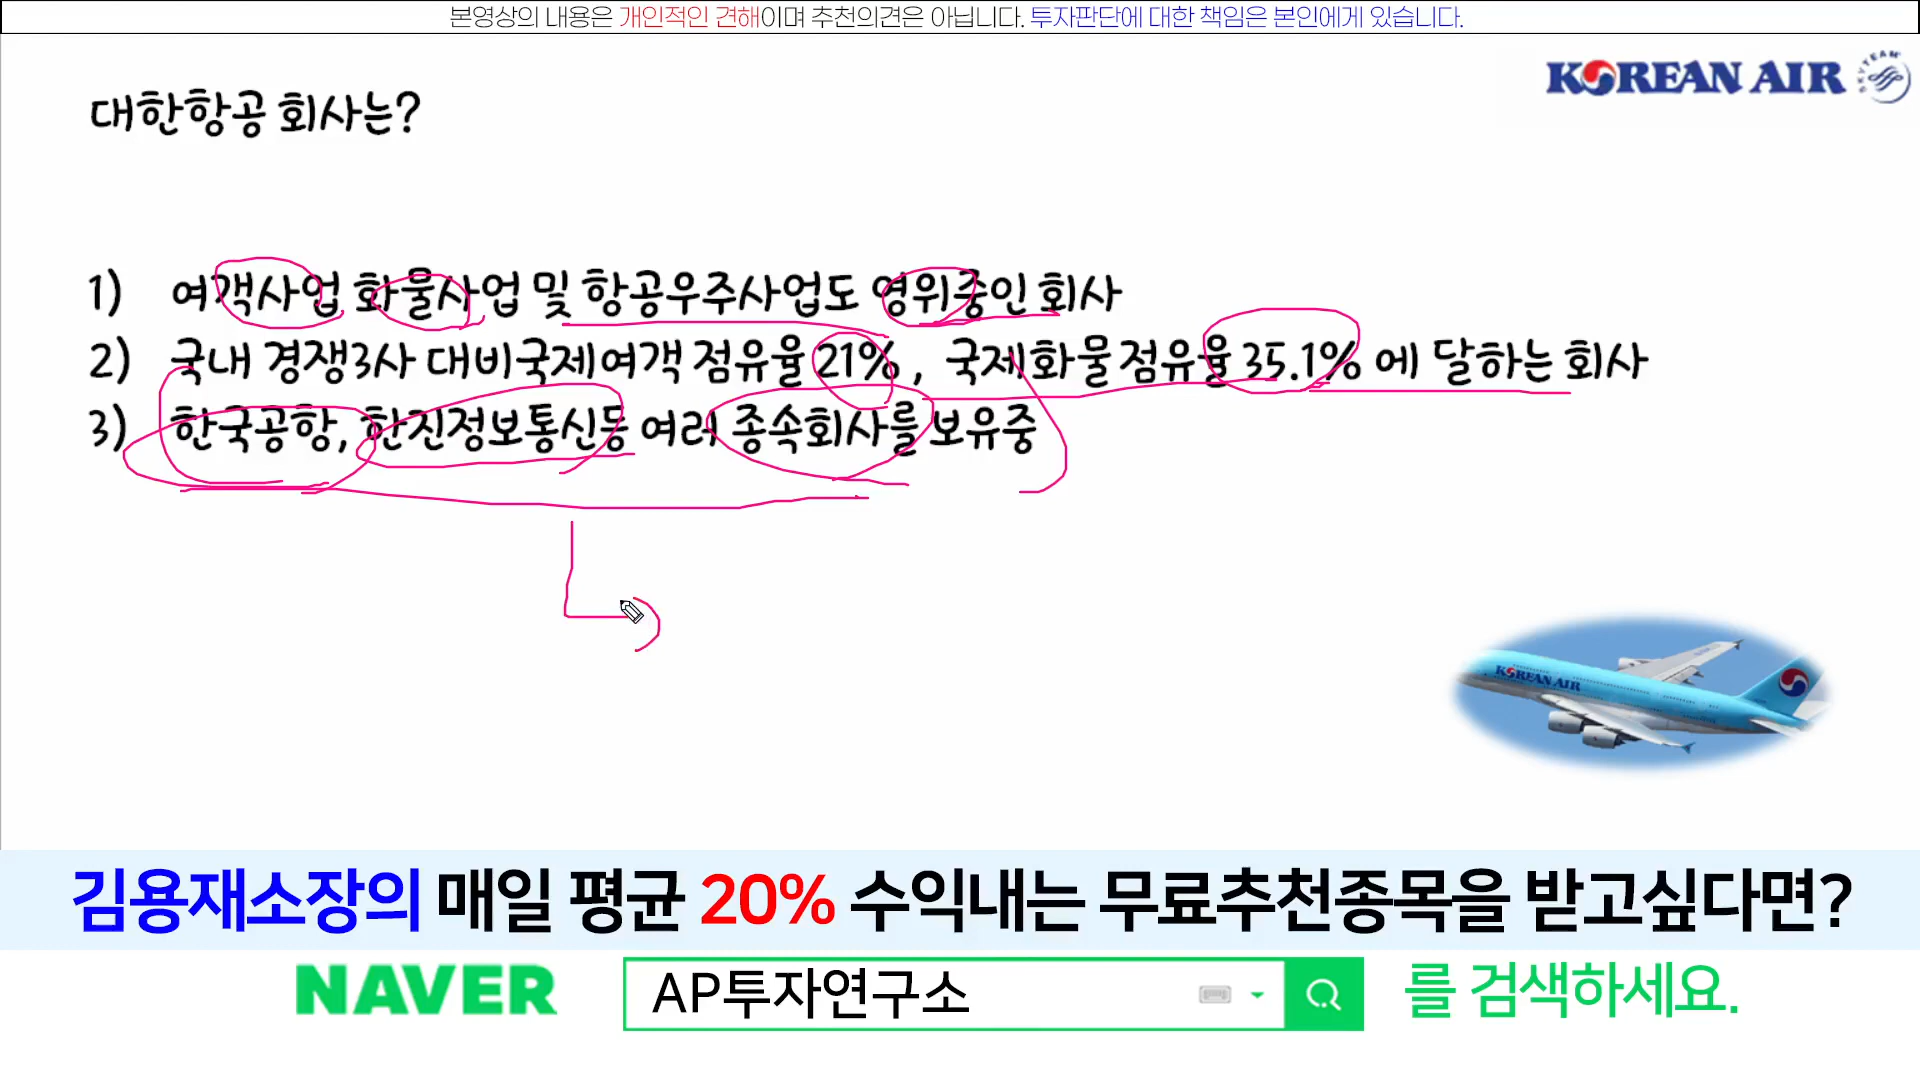 본영상의 내용은 개인적인 견해이며 추천의견은 아닙니다. 투자판단에 대한 책임은 본인에게 있습니다.
KOREAN AIR SKYTEAM
대한항공 회사는?
1) 여객사업 화물사업 및 항공우주사업도 영위중인 회사
2) 국내 경쟁3사 대비국제여객 점유율 21% , 국제화물 점유율 35.1% 에 달하는 회사
3) 한국공항, 한진정보통신등 여러 종속회사를 보유중
KOREAN AIR
김용재소장의 매일 평균 20% 수익내는 무료추천종목을 받고싶다면?
NAVER AP투자연구소 를 검색하세요.